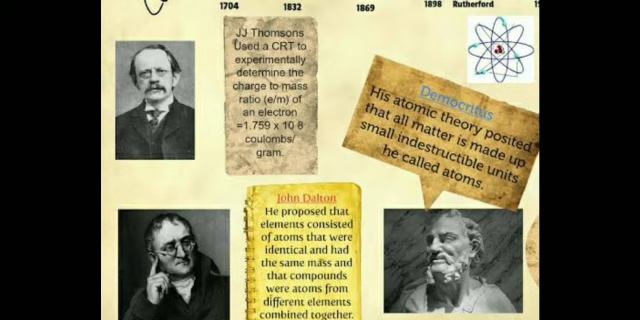 1704 1832 1869 1898 Rutherford
JJ Thomsons
Used a CRT to
experimentally
determine the
charge to mass
ratio (e/m) of
an electron
=1.759 x 10 8
coulombs/
gram.
Democritus
His atomic theory posited
that all matter is made up
small indestructible units
he called atoms.
John Dalton
He proposed that
elements consisted
of atoms that were
identical and had
the same mass and
that compounds
were atoms from
different elements
combined together.